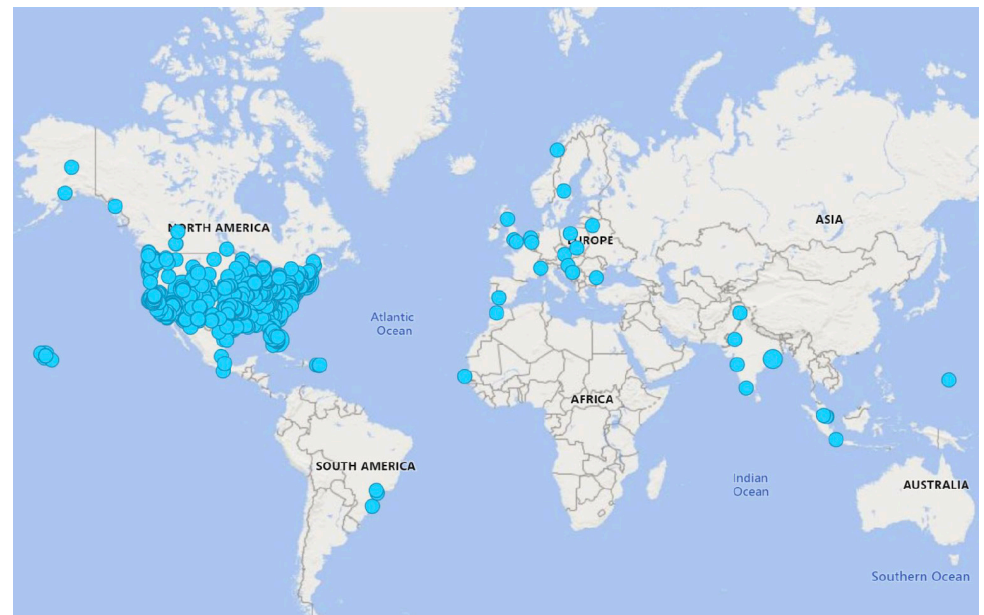 ASIA
NORTH AMERICA
EUROPE
Atlantic
Ocean
AFRICA
SOUTH AMERICA
Indian
Ocean
AUSTRALIA
Southern Ocean